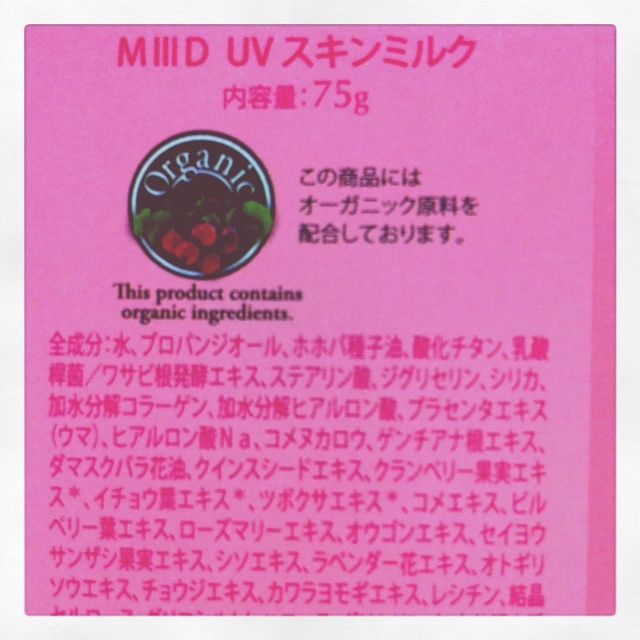 MⅢD UVスキンミルク
内容量：75g
Organic
この商品には
オーガニック原料を
配合しております。
This product contains
organic ingredients.
全成分：水、プロパンジオール、ホホバ種子油、酸化チタン、乳酸
桿菌／ワサビ根発酵エキス、ステアリン酸、ジグリセリン、シリカ、
加水分解コラーゲン、加水分解ヒアルロン酸、プラセンタエキス
（ウマ）、ヒアルロン酸Ｎａ、コメヌカロウ、ゲンチアナ根エキス、
ダマスクバラ花油、クインスシードエキス、クランベリー果実エキ
ス＊、イチョウ葉エキス＊、ツボクサエキス＊、コメエキス、ビル
ベリー葉エキス、ローズマリーエキス、オウゴンエキス、セイヨウ
サンザシ果実エキス、シソエキス、ラベンダー花エキス、オトギリ
ソウエキス、チョウジエキス、カワラヨモギエキス、レシチン、結晶
セルロース